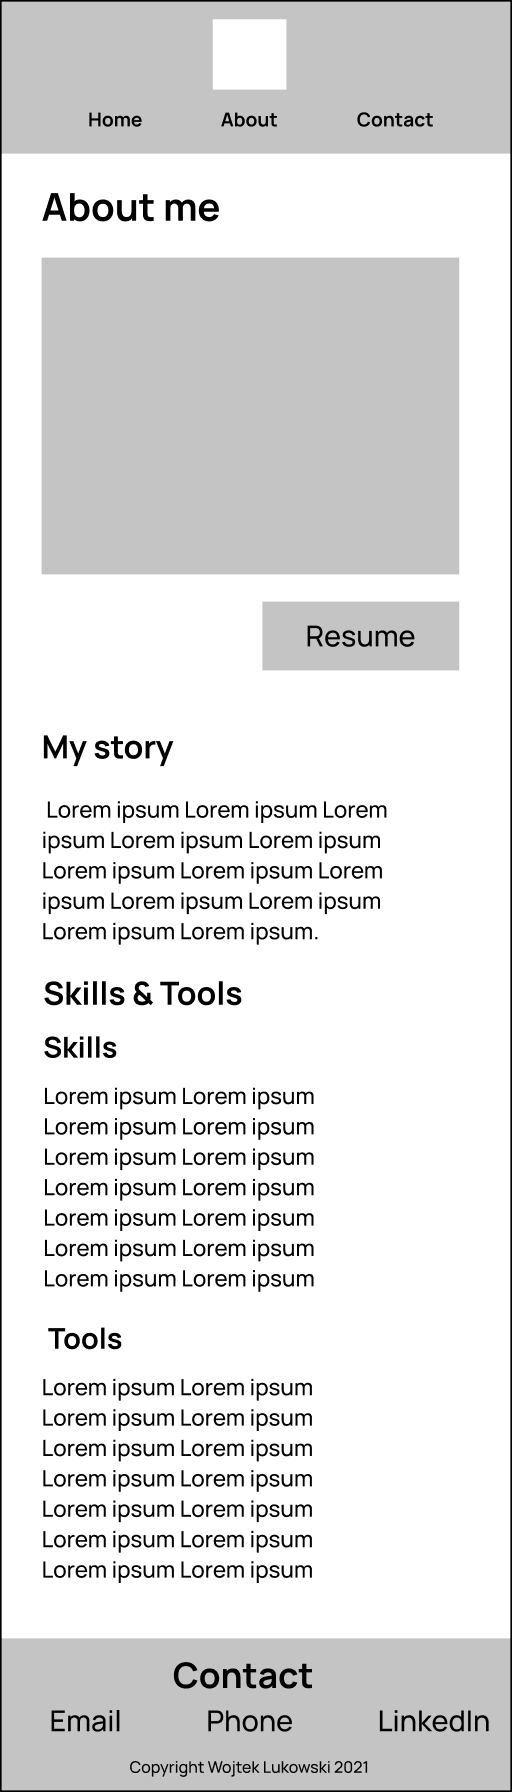 Home About Contact
About me
Resume
My story
Lorem ipsum Lorem ipsum Lorem
ipsum Lorem ipsum Lorem ipsum
Lorem ipsum Lorem ipsum Lorem
ipsum Lorem ipsum Lorem ipsum
Lorem ipsum Lorem ipsum.
Skills & Tools
Skills
Lorem ipsum Lorem ipsum
Lorem ipsum Lorem ipsum
Lorem ipsum Lorem ipsum
Lorem ipsum Lorem ipsum
Lorem ipsum Lorem ipsum
Lorem ipsum Lorem ipsum
Lorem ipsum Lorem ipsum
Tools
Lorem ipsum Lorem ipsum
Lorem ipsum Lorem ipsum
Lorem ipsum Lorem ipsum
Lorem ipsum Lorem ipsum
Lorem ipsum Lorem ipsum
Lorem ipsum Lorem ipsum
Lorem ipsum Lorem ipsum
Contact
Email Phone LinkedIn
Copyright Wojtek Lukowski 2021